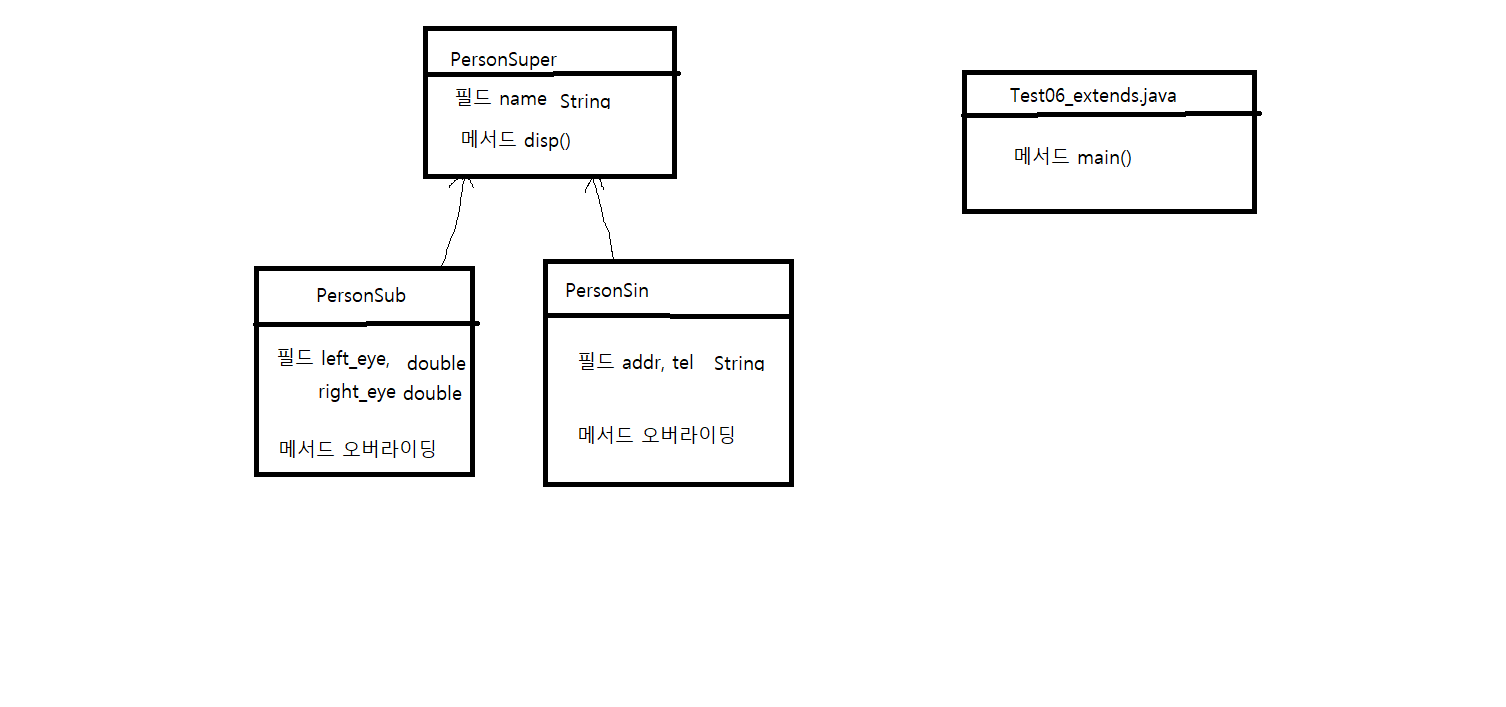 PersonSuper
필드 name String
메서드 disp()
Test06_extends.java
메서드 main()
PersonSub
필드 left_eye, double
right_eye double
메서드 오버라이딩
PersonSin
필드 addr, tel String
메서드 오버라이딩